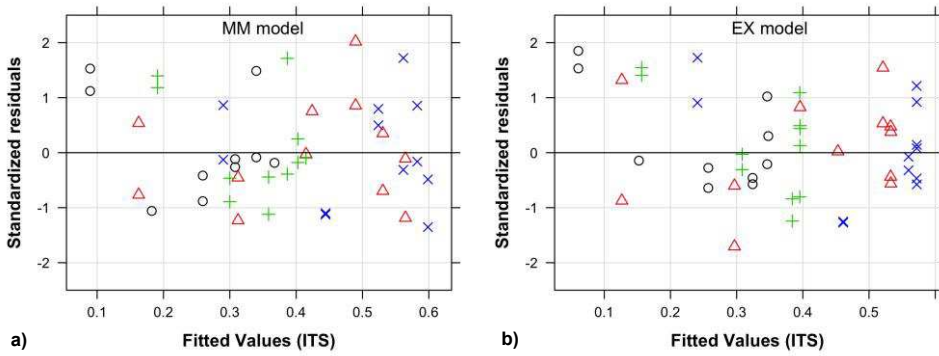 MM model
EX model
Standardized residuals
2
1
0
-1
-2
0.1 0.2 0.3 0.4 0.5 0.6
Fitted Values (ITS)
a)
Standardized residuals
2
1
0
-1
-2
0.1 0.2 0.3 0.4 0.5
Fitted Values (ITS)
b)